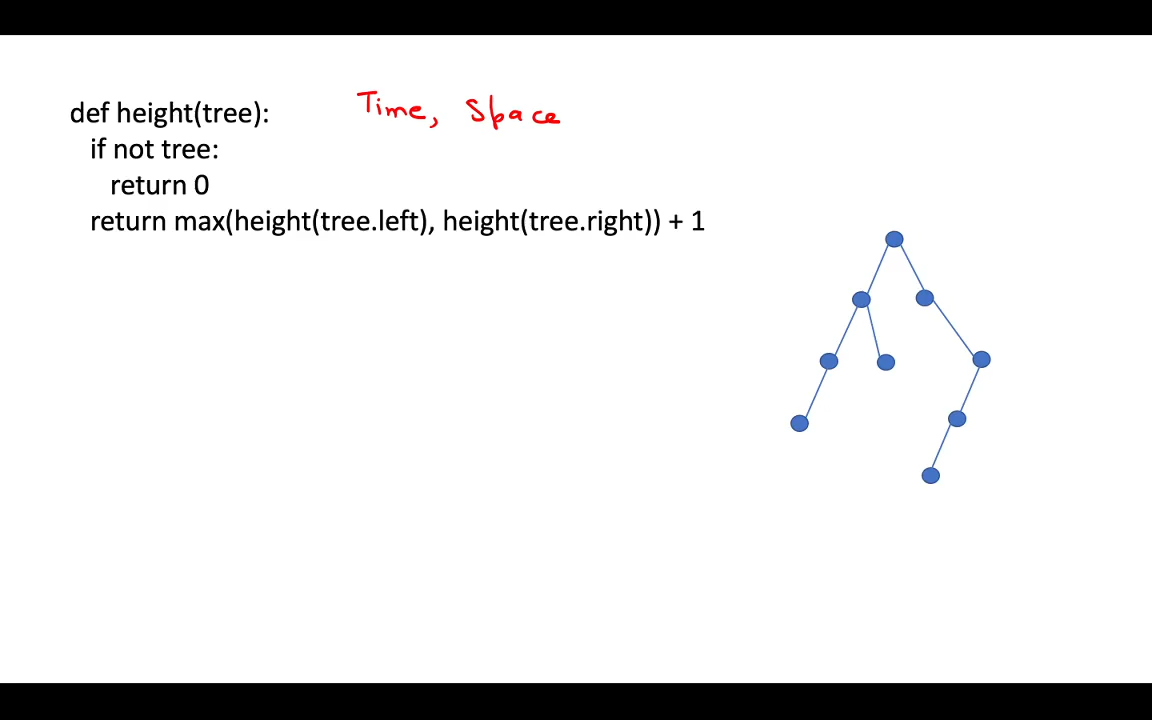 def height(tree):
Time, Space
if not tree:
return 0
return max(height(tree.left), height(tree.right)) + 1